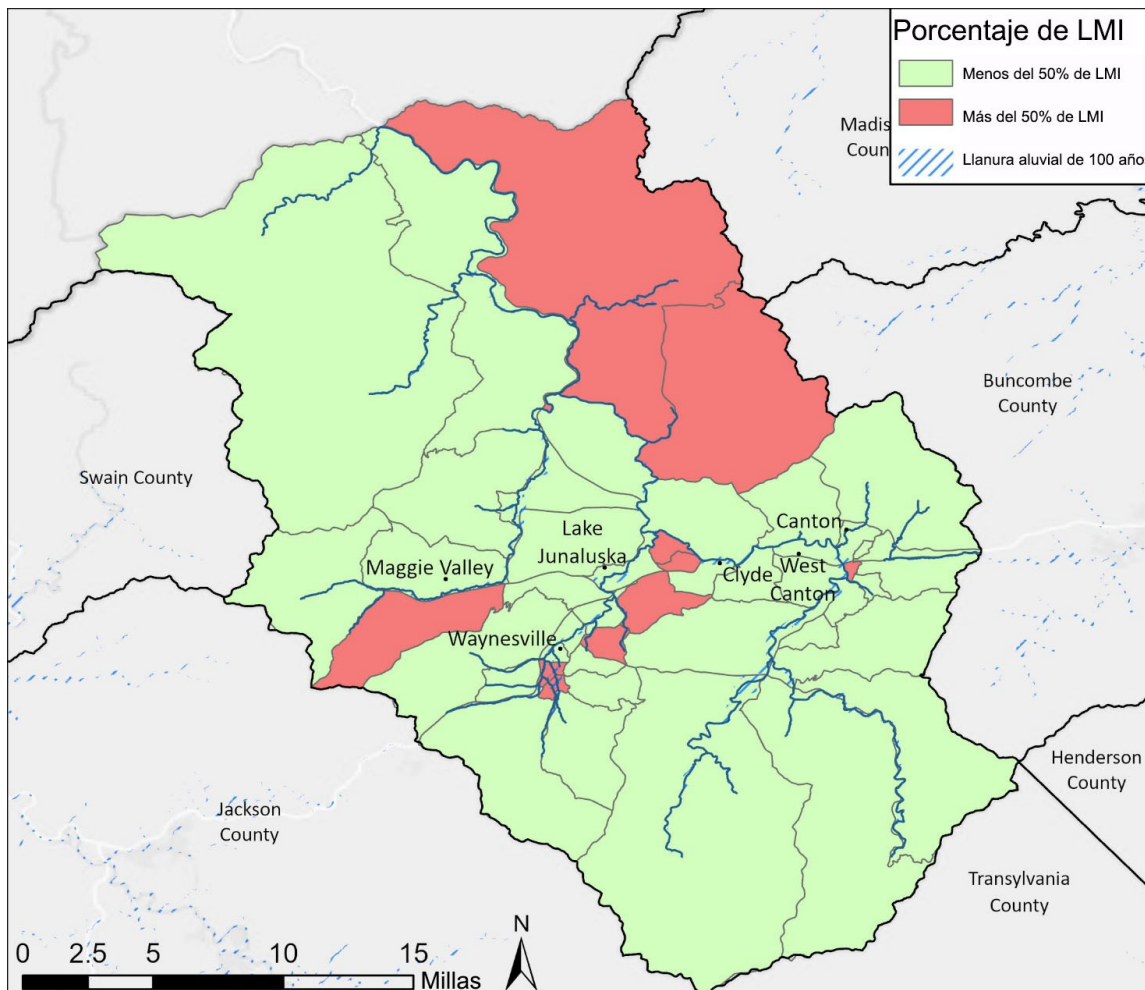 Porcentaje de LMI
Menos del 50% de LMI
Más del 50% de LMI
Llanura aluvial de 100 año
Madis
Coun
Buncombe
County
Swain County
Canton
Lake
Junaluska
West
Canton
Clyde
Maggie Valley
Waynesville
Henderson
County
Jackson
County
Transylvania
County
N
0 2.5 5 10 15
Millas